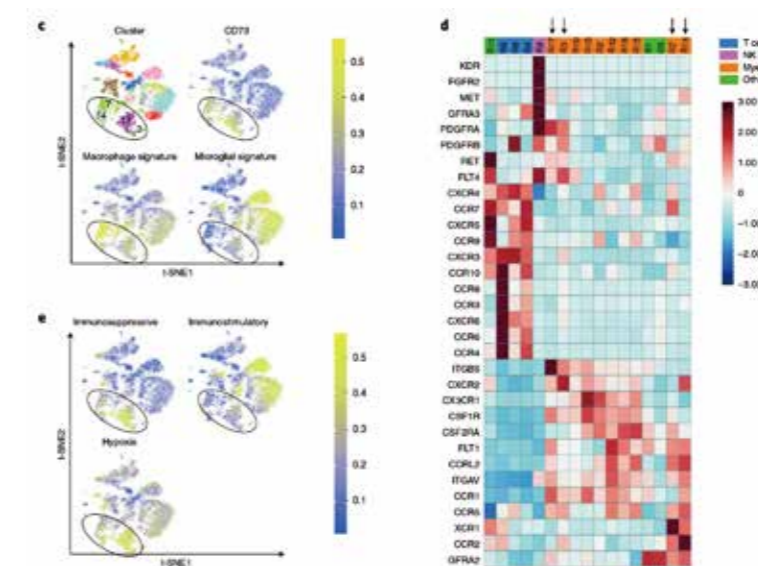 c
Cluster
CD73
7
14
3
Macrophage signature
Microglial signature
t-SNE2
t-SNE1
0.5
0.4
0.3
0.2
0.1
e
Immunosuppressive
Immunostimulatory
Hypoxia
t-SNE2
t-SNE1
0.5
0.4
0.3
0.2
0.1
d
KDR
FGFR2
MET
GFRA3
PDGFRA
PDGFRB
RET
FLT4
CXCR4
CCR7
CXCR5
CCR9
CXCR3
CCR10
CCR8
CCR3
CXCR6
CCR6
CCR4
CXCR2
CX3CR1
CSF1R
CSF2RA
FLT1
CCRL2
ITGAV
CCR1
CCR5
XCR1
CCR2
GFRA2
NK
3.00
2.00
1.00
0